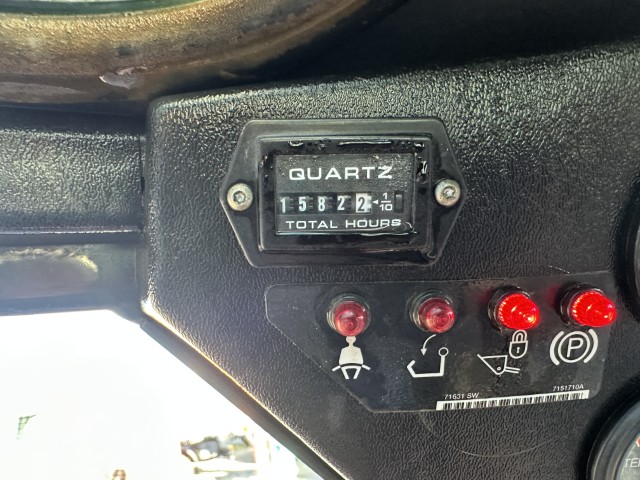 QUARTZ
1 5 8 2 2 ◄ 1/10
TOTAL HOURS
P
71631 SW 7151710A